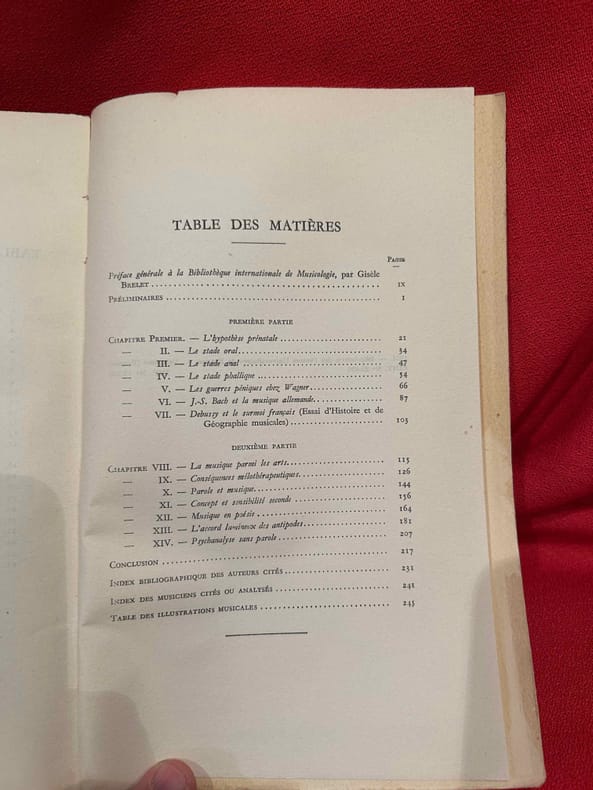 TABLE DES MATIÈRES
PAGES
Préface générale à la Bibliothèque internationale de Musicologie, par Gisèle
BRELET .......... IX
PRÉLIMINAIRES .......... 1
PREMIÈRE PARTIE
CHAPITRE PREMIER. — L'hypothèse prénatale .......... 21
— II. — Le stade oral .......... 34
— III. — Le stade anal .......... 47
— IV. — Le stade phallique .......... 54
— V. — Les guerres péniques chez Wagner .......... 66
— VI. — J.-S. Bach et la musique allemande .......... 87
— VII. — Debussy et le surmoi français (Essai d'Histoire et de
Géographie musicales) .......... 103
DEUXIÈME PARTIE
CHAPITRE VIII. — La musique parmi les arts .......... 115
— IX. — Conséquences mélothérapeutiques .......... 126
— X. — Parole et musique .......... 144
— XI. — Concept et sensibilité seconde .......... 156
— XII. — Musique en poésie .......... 164
— XIII. — L'accord lumineux des antipodes .......... 181
— XIV. — Psychanalyse sans parole .......... 207
CONCLUSION .......... 217
INDEX BIBLIOGRAPHIQUE DES AUTEURS CITÉS .......... 231
INDEX DES MUSICIENS CITÉS OU ANALYSÉS .......... 241
TABLE DES ILLUSTRATIONS MUSICALES .......... 245